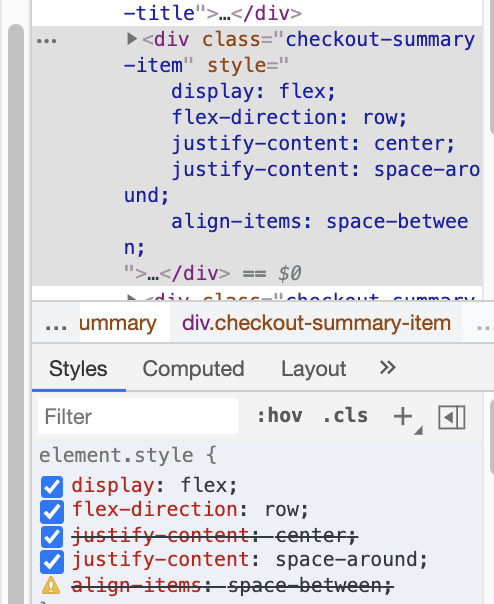 -title">…</div>
… ▶<div class="checkout-summary
-item" style="
display: flex;
flex-direction: row;
justify-content: center;
justify-content: space-aro
und;
align-items: space-betwee
n;
">…</div> == $0
▶<div class="checkout-summary
… ummary div.checkout-summary-item …
Styles Computed Layout »
Filter :hov .cls +
element.style {
display: flex;
flex-direction: row;
justify-content: center;
justify-content: space-around;
align-items: space-between;
}